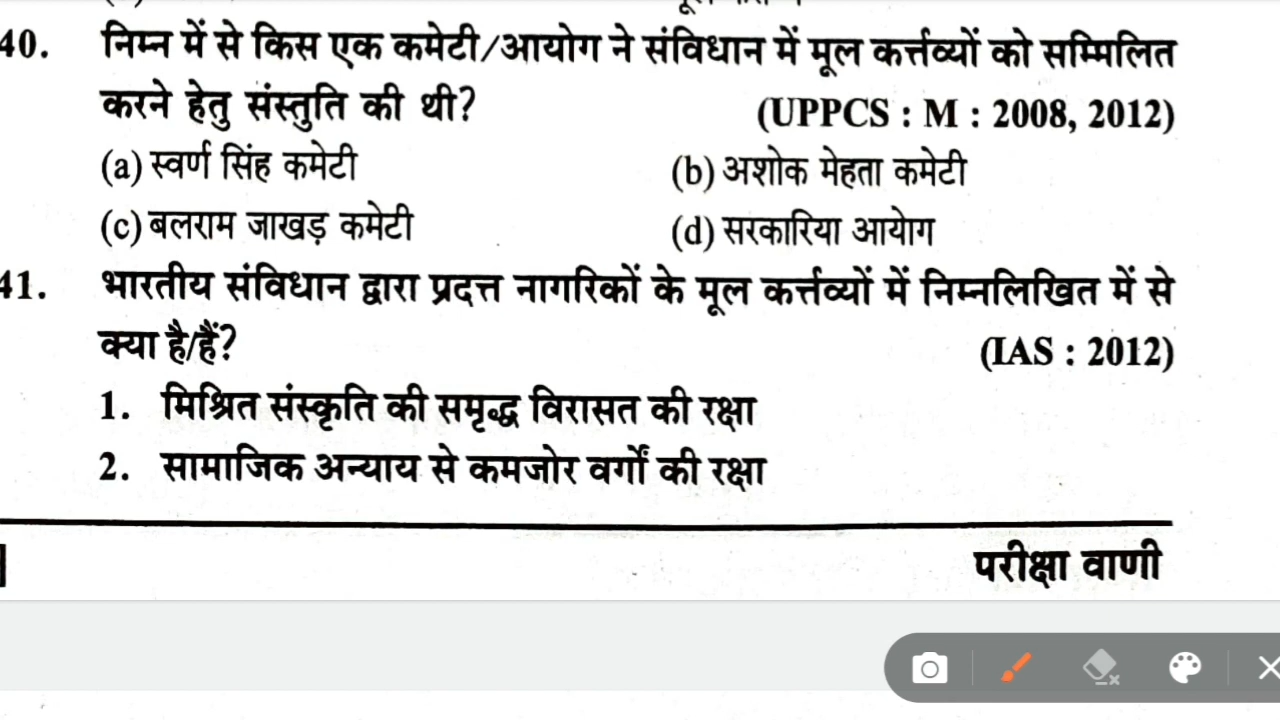 40. निम्न में से किस एक कमेटी/आयोग ने संविधान में मूल कर्त्तव्यों को सम्मिलित
करने हेतु संस्तुति की थी? (UPPCS : M : 2008, 2012)
(a) स्वर्ण सिंह कमेटी (b) अशोक मेहता कमेटी
(c) बलराम जाखड़ कमेटी (d) सरकारिया आयोग
41. भारतीय संविधान द्वारा प्रदत्त नागरिकों के मूल कर्त्तव्यों में निम्नलिखित में से
क्या है/हैं? (IAS : 2012)
1. मिश्रित संस्कृति की समृद्ध विरासत की रक्षा
2. सामाजिक अन्याय से कमजोर वर्गों की रक्षा
परीक्षा वाणी